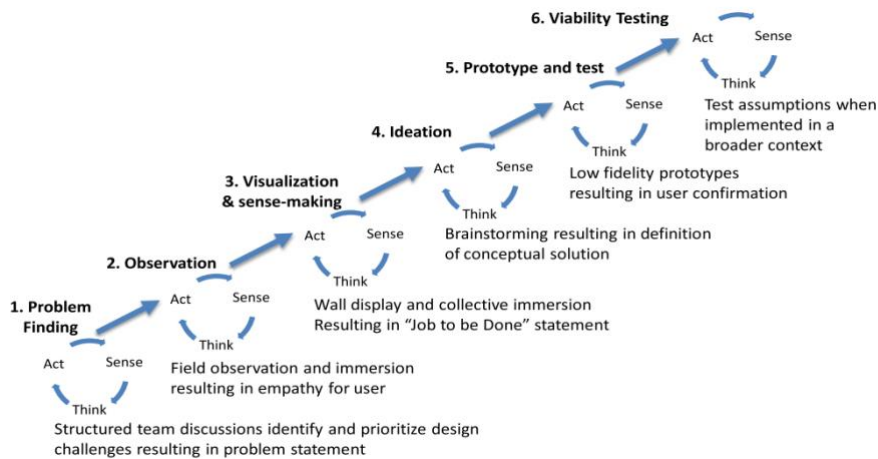 1. Problem
Finding
Act
Sense
Think
Structured team discussions identify and prioritize design
challenges resulting in problem statement
2. Observation
Act
Sense
Think
Field observation and immersion
resulting in empathy for user
3. Visualization
& sense-making
Act
Sense
Think
Wall display and collective immersion
Resulting in “Job to be Done” statement
4. Ideation
Act
Sense
Think
Brainstorming resulting in definition
of conceptual solution
5. Prototype and test
Act
Sense
Think
Low fidelity prototypes
resulting in user confirmation
6. Viability Testing
Act
Sense
Think
Test assumptions when
implemented in a
broader context